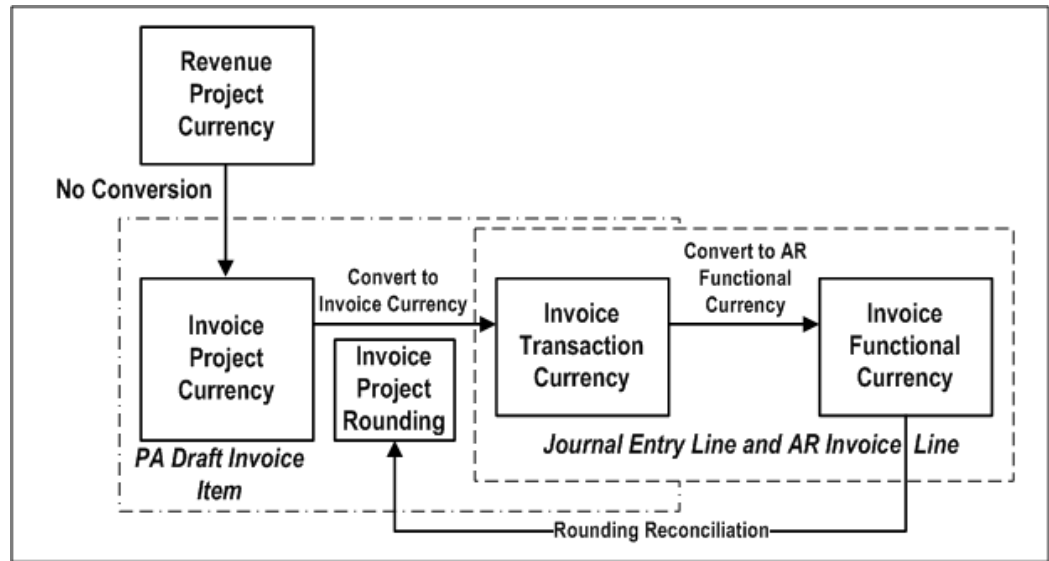 Revenue
Project
Currency
No Conversion
Invoice
Project
Currency
Convert to
Invoice Currency
Invoice
Project
Rounding
Invoice
Transaction
Currency
Convert to AR
Functional
Currency
Invoice
Functional
Currency
PA Draft Invoice
Item
Journal Entry Line and AR Invoice Line
Rounding Reconciliation